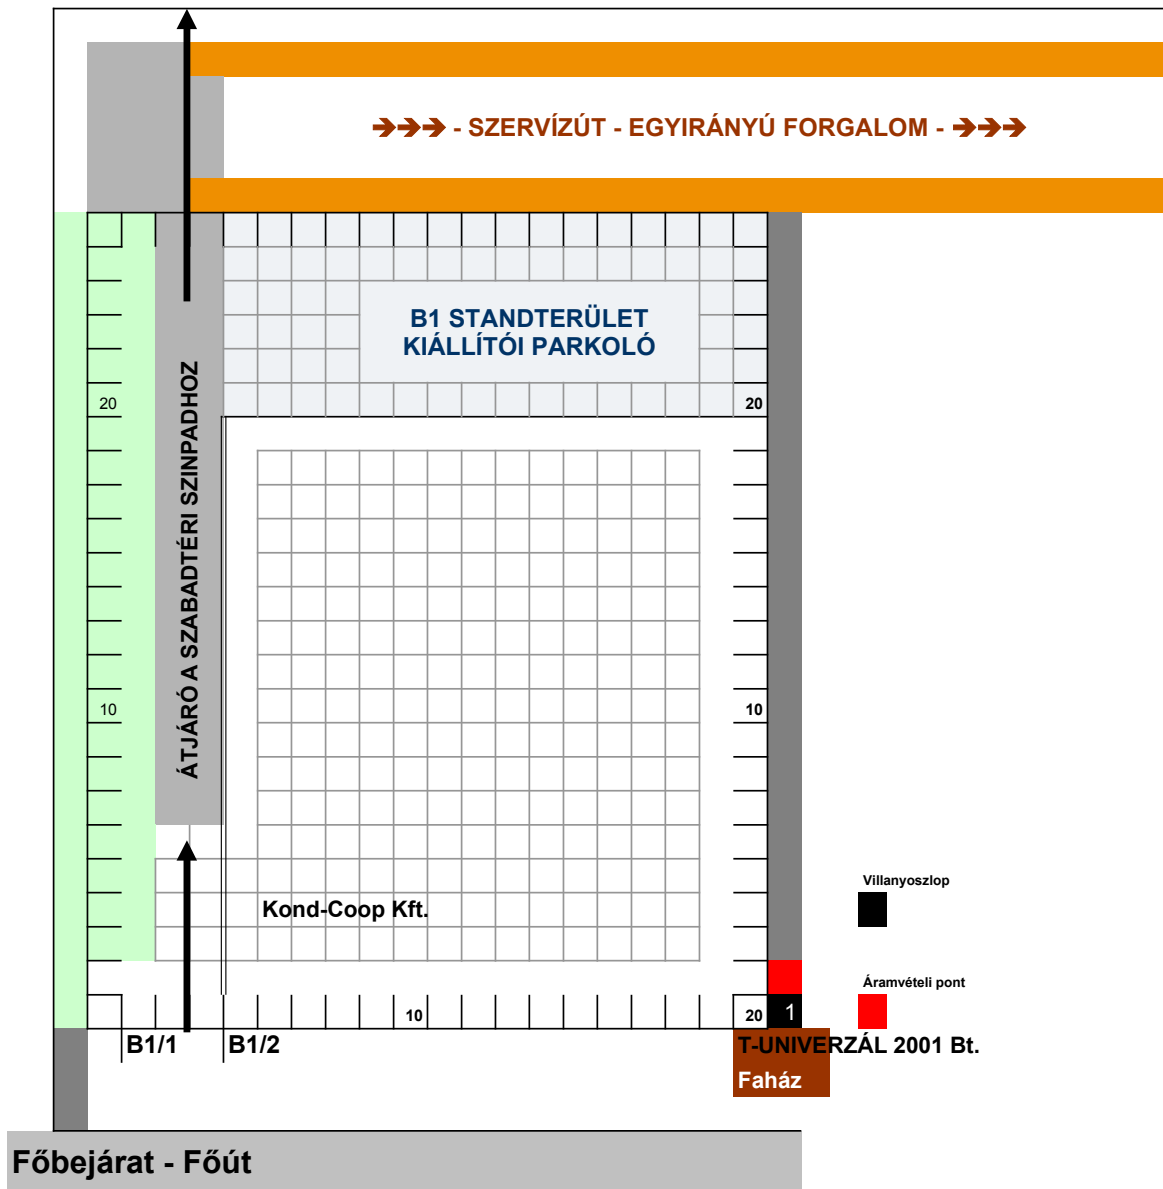 ➔➔➔ - SZERVÍZÚT - EGYIRÁNYÚ FORGALOM - ➔➔➔
B1 STANDTERÜLET
KIÁLLÍTÓI PARKOLÓ
20
20
ÁTJÁRÓ A SZABADTÉRI SZINPADHOZ
10
10
Villanyoszlop
Kond-Coop Kft.
Áramvételi pont
10
20
1
B1/1
B1/2
T-UNIVERZÁL 2001 Bt.
Faház
Főbejárat - Főút